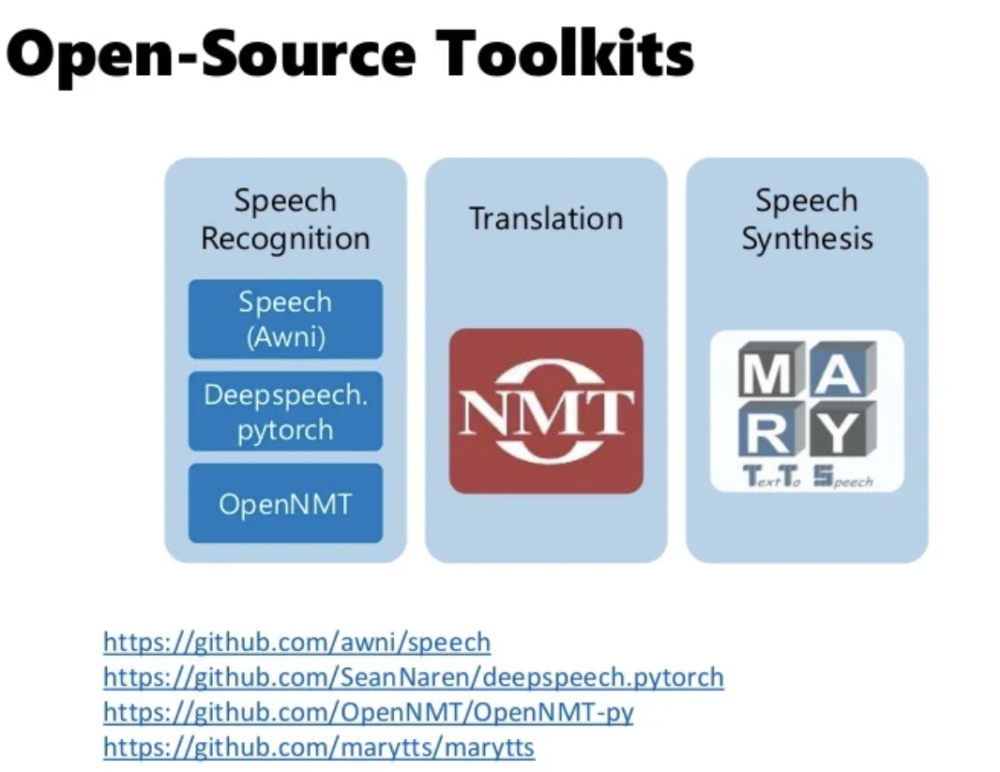 Open-Source Toolkits
Speech
Recognition
Speech
(Awni)
Deepspeech.
pytorch
OpenNMT
Translation
NMT
Speech
Synthesis
M A
R Y
Text To Speech
https://github.com/awni/speech
https://github.com/SeanNaren/deepspeech.pytorch
https://github.com/OpenNMT/OpenNMT-py
https://github.com/marytts/marytts